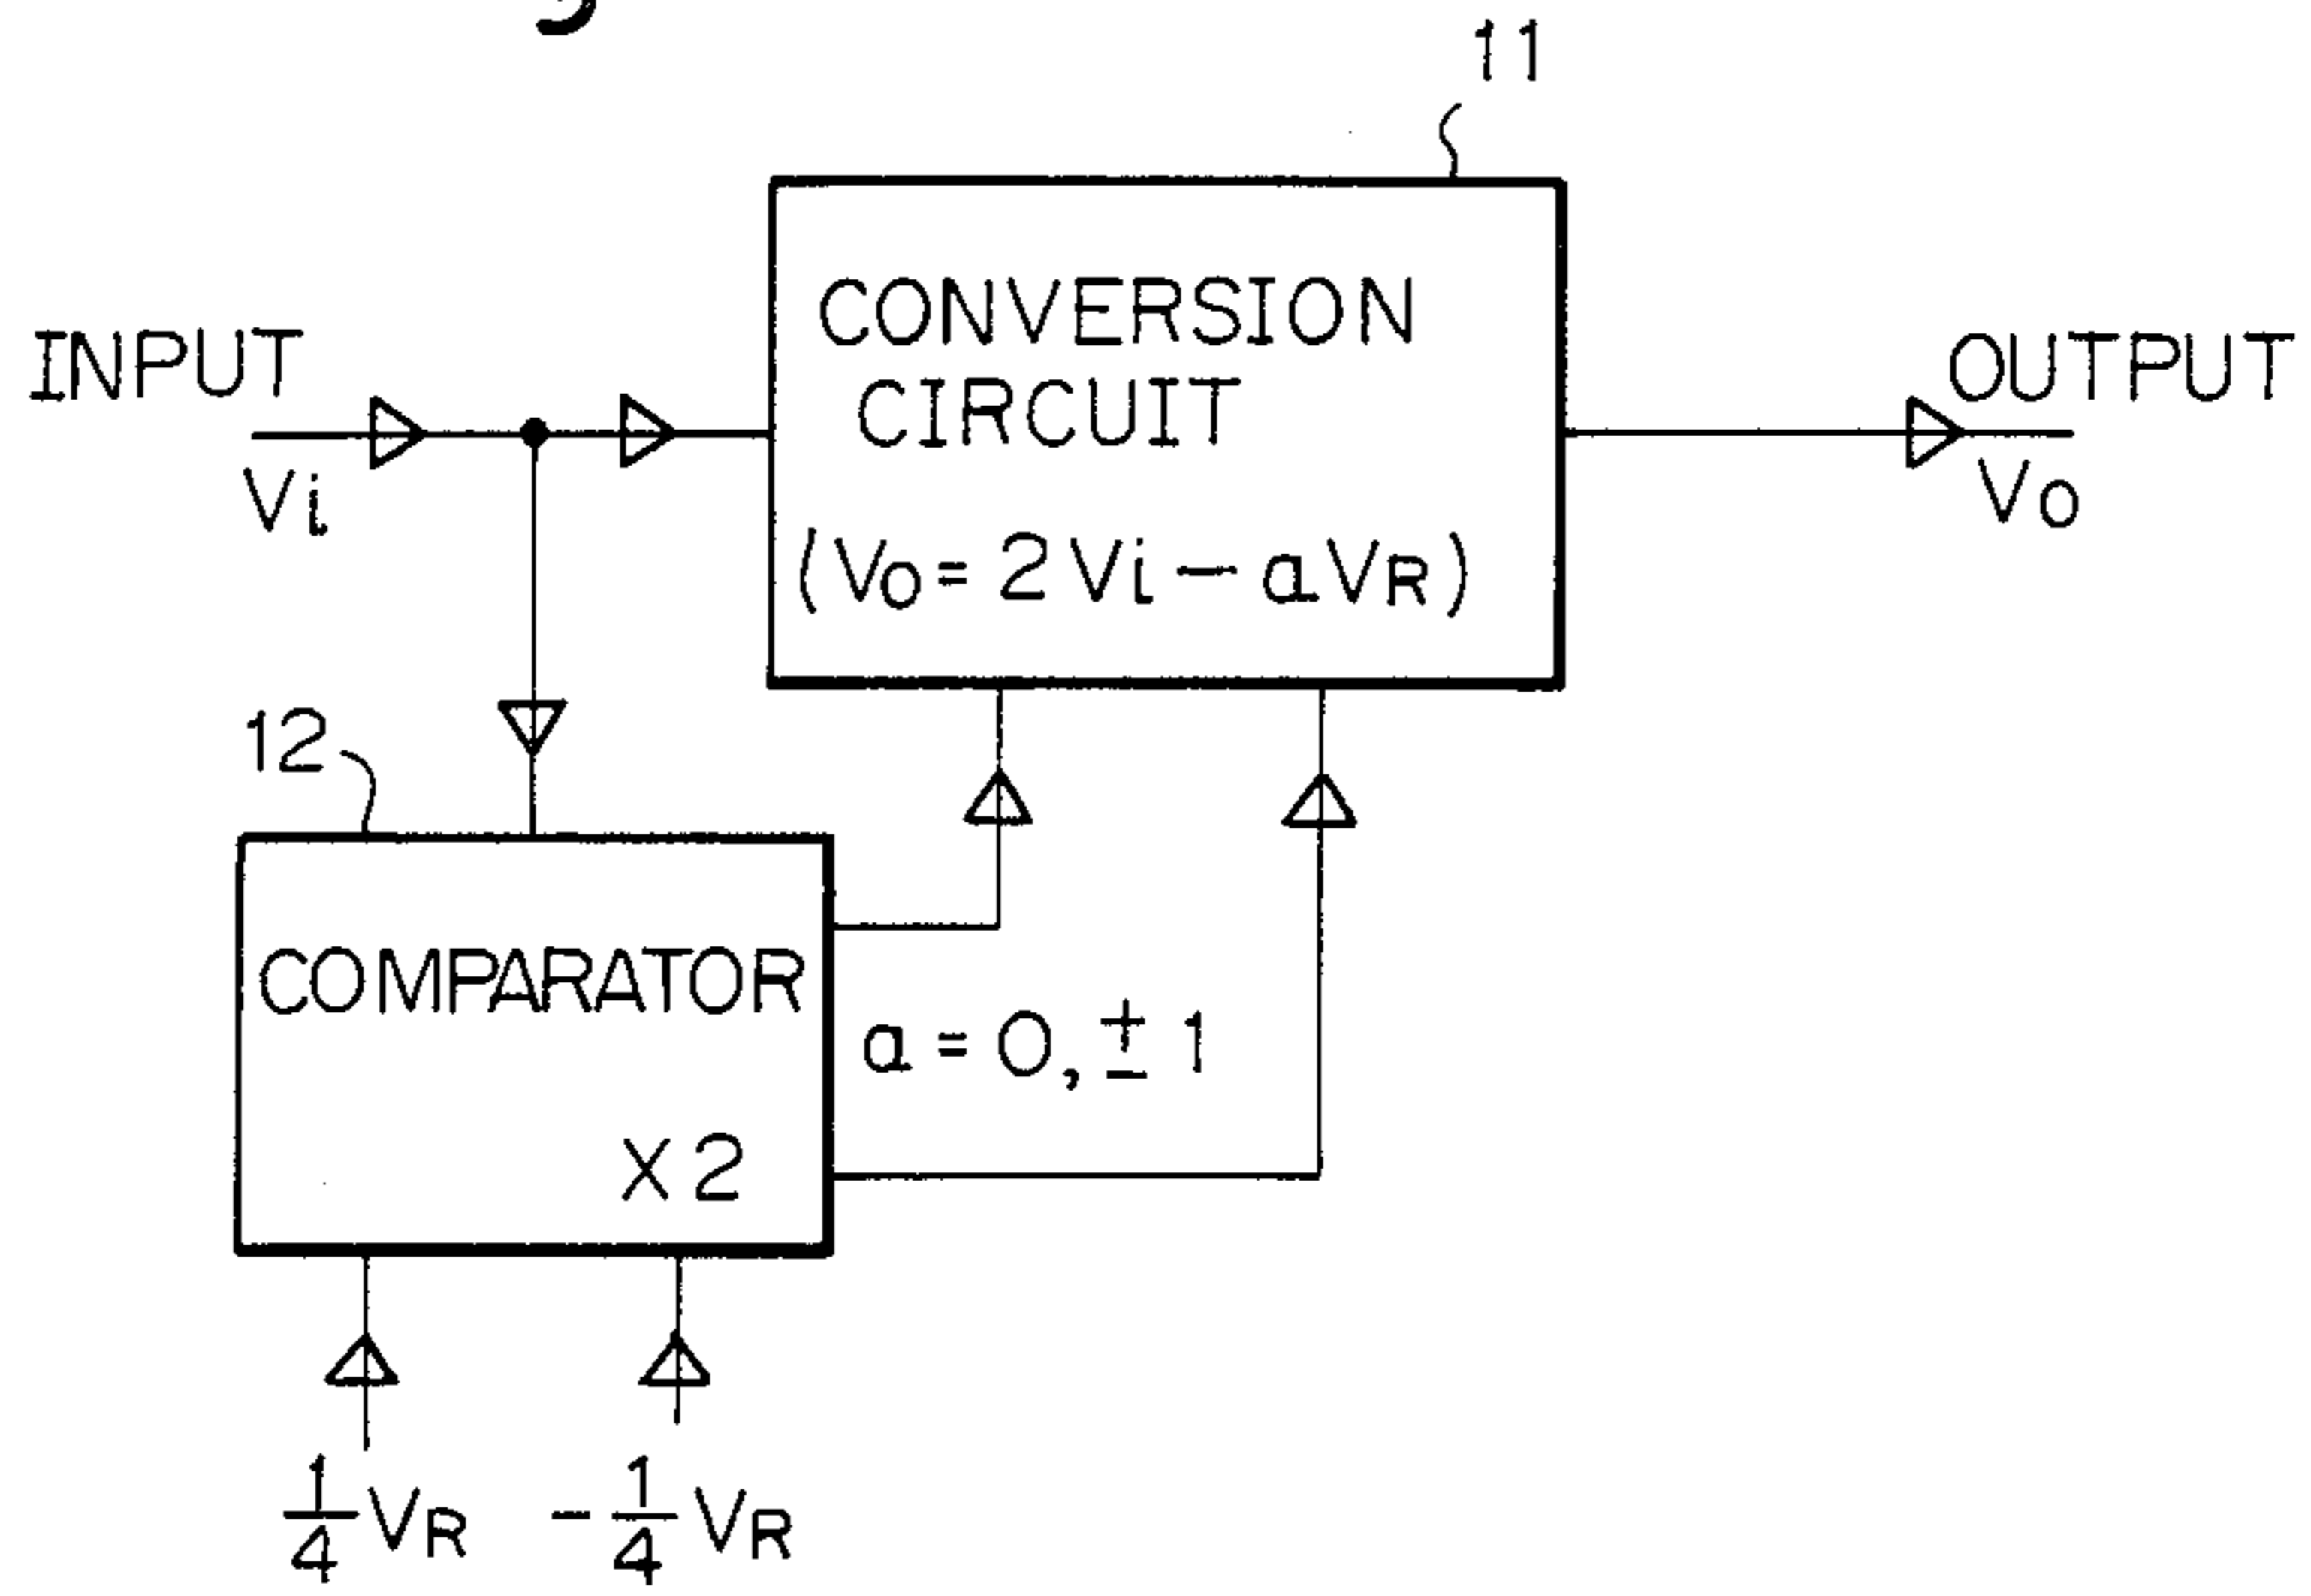 11
CONVERSION
CIRCUIT
(Vo = 2Vi − aVR)
INPUT
Vi
OUTPUT
Vo
12
COMPARATOR
X2
a = 0, ±1
1/4 VR
−1/4 VR